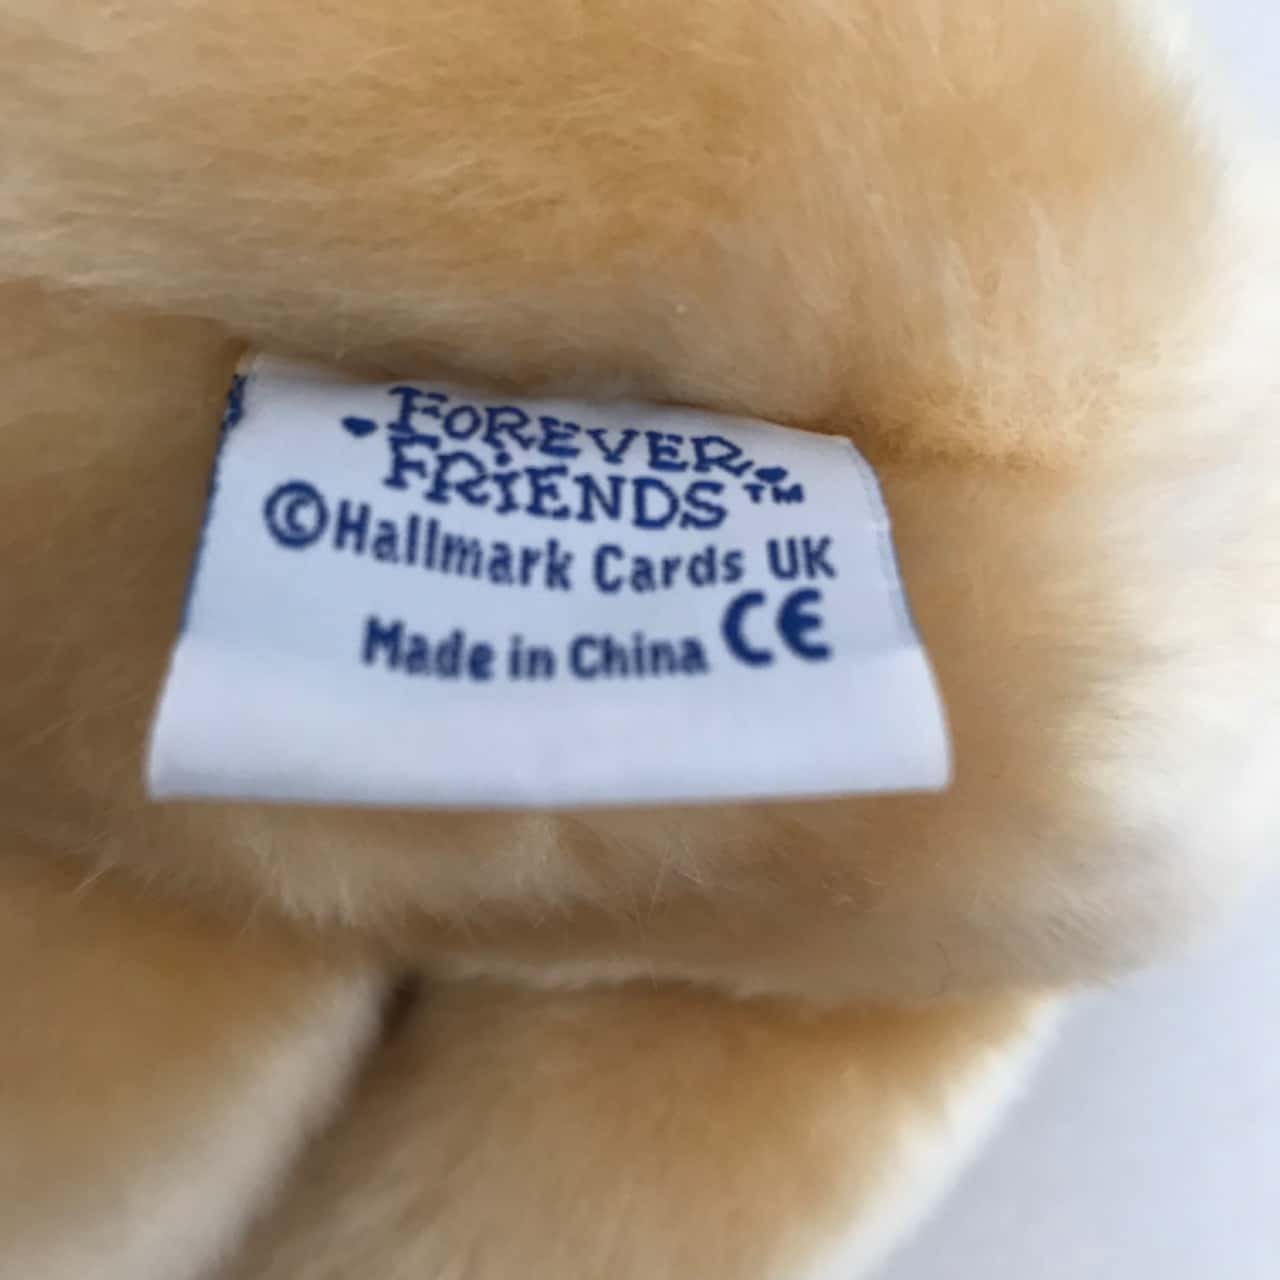 FOREVER
FRiENDS™
©Hallmark Cards UK
Made in China CE